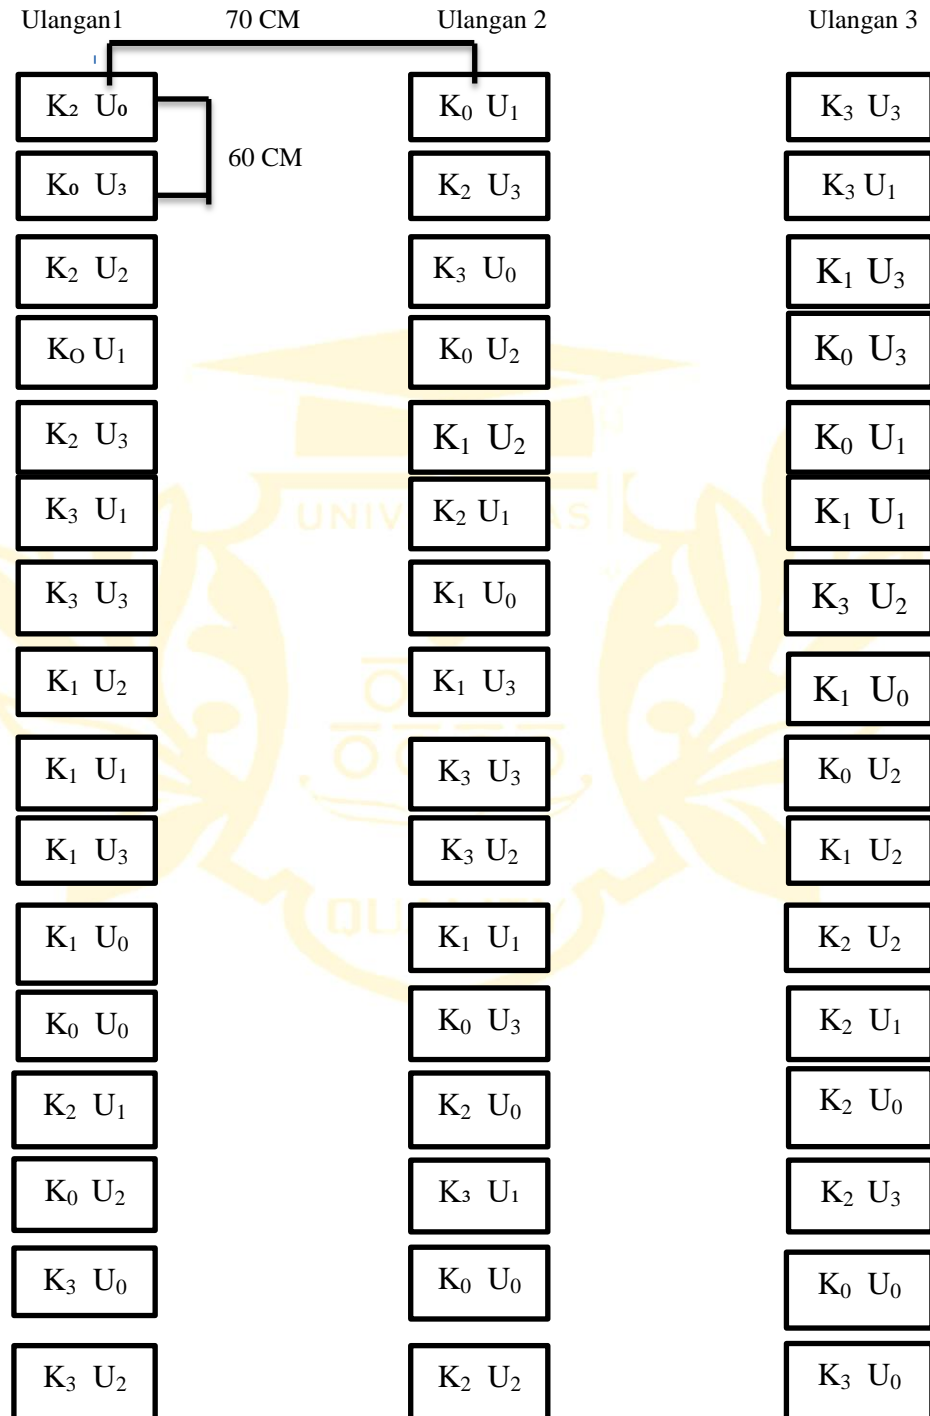 Ulangan1 70 CM Ulangan 2 Ulangan 3
K₂ U₀ K₀ U₁ K₃ U₃
60 CM
K₀ U₃ K₂ U₃ K₃ U₁
K₂ U₂ K₃ U₀ K₁ U₃
K_O U₁ K₀ U₂ K₀ U₃
K₂ U₃ K₁ U₂ K₀ U₁
K₃ U₁ K₂ U₁ K₁ U₁
K₃ U₃ K₁ U₀ K₃ U₂
K₁ U₂ K₁ U₃ K₁ U₀
K₁ U₁ K₃ U₃ K₀ U₂
K₁ U₃ K₃ U₂ K₁ U₂
K₁ U₀ K₁ U₁ K₂ U₂
K₀ U₀ K₀ U₃ K₂ U₁
K₂ U₁ K₂ U₀ K₂ U₀
K₀ U₂ K₃ U₁ K₂ U₃
K₃ U₀ K₀ U₀ K₀ U₀
K₃ U₂ K₂ U₂ K₃ U₀